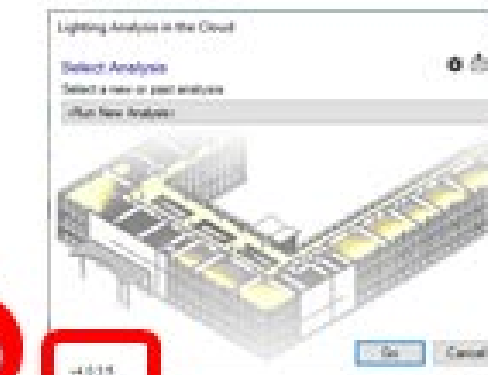 Lighting Analysis in the Cloud
Select Analysis
Select a new or past analysis
<Run New Analysis>
Go
Cancel